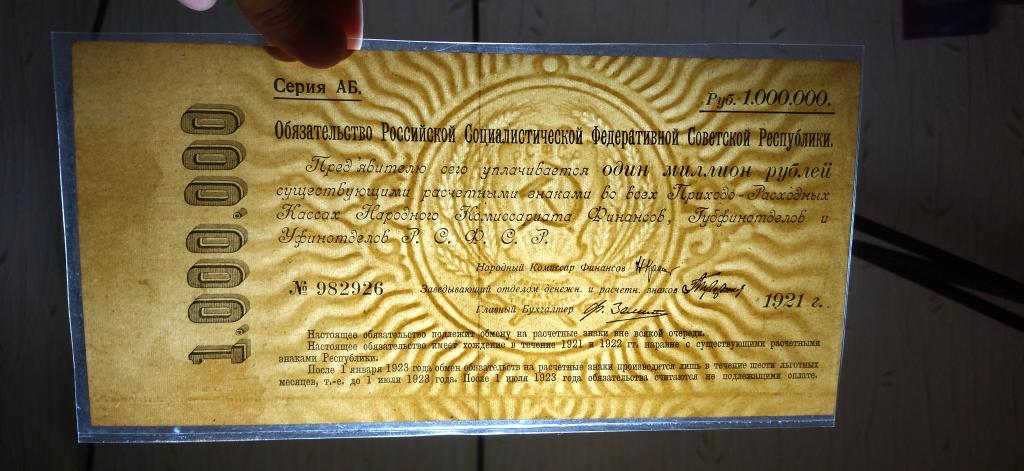 Серия АБ.
Руб. 1.000.000.
1.000.000
Обязательство Российской Социалистической Федеративной Советской Республики.
Пред'явителю сего уплачивается один миллион рублей
существующими расчетными знаками во всех Приходо-Расходных
Кассах Народного Комиссариата Финансов, Губфинотделов и
Уфинотделов Р. С. Ф. С. Р.
Народный Комиссар Финансов
№ 982926
Заведывающий отделом денежн. и расчетн. знаков
1921 г.
Главный Бухгалтер
Настоящее обязательство подлежит обмену на расчетные знаки вне всякой очереди.
Настоящее обязательство имеет хождение в течение 1921 и 1922 гг. наравне с существующими расчетными
знаками Республики.
После 1 января 1923 года обмен обязательств на расчетные знаки производится лишь в течение шести льготных
месяцев, т.-е. до 1 июля 1923 года. После 1 июля 1923 года обязательства считаются не подлежащими оплате.